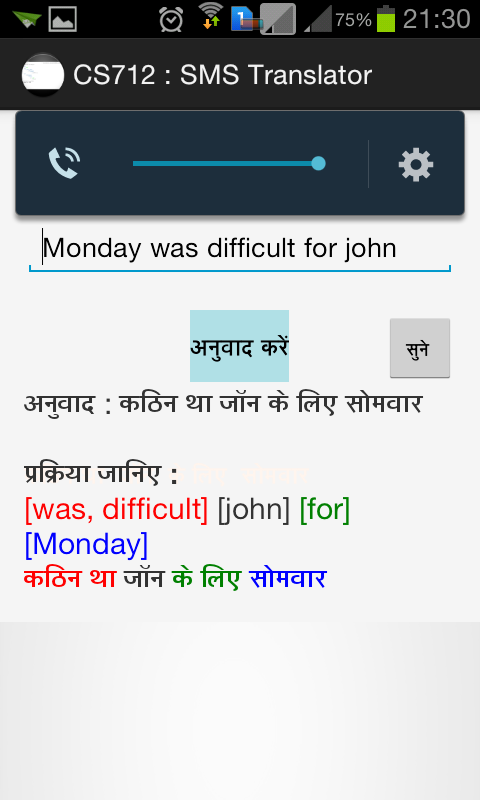 75% 21:30
CS712 : SMS Translator
Monday was difficult for john
अनुवाद करें
सुने
अनुवाद : कठिन था जॉन के लिए सोमवार
प्रक्रिया जानिए :
[was, difficult] [john] [for]
[Monday]
कठिन था जॉन के लिए सोमवार